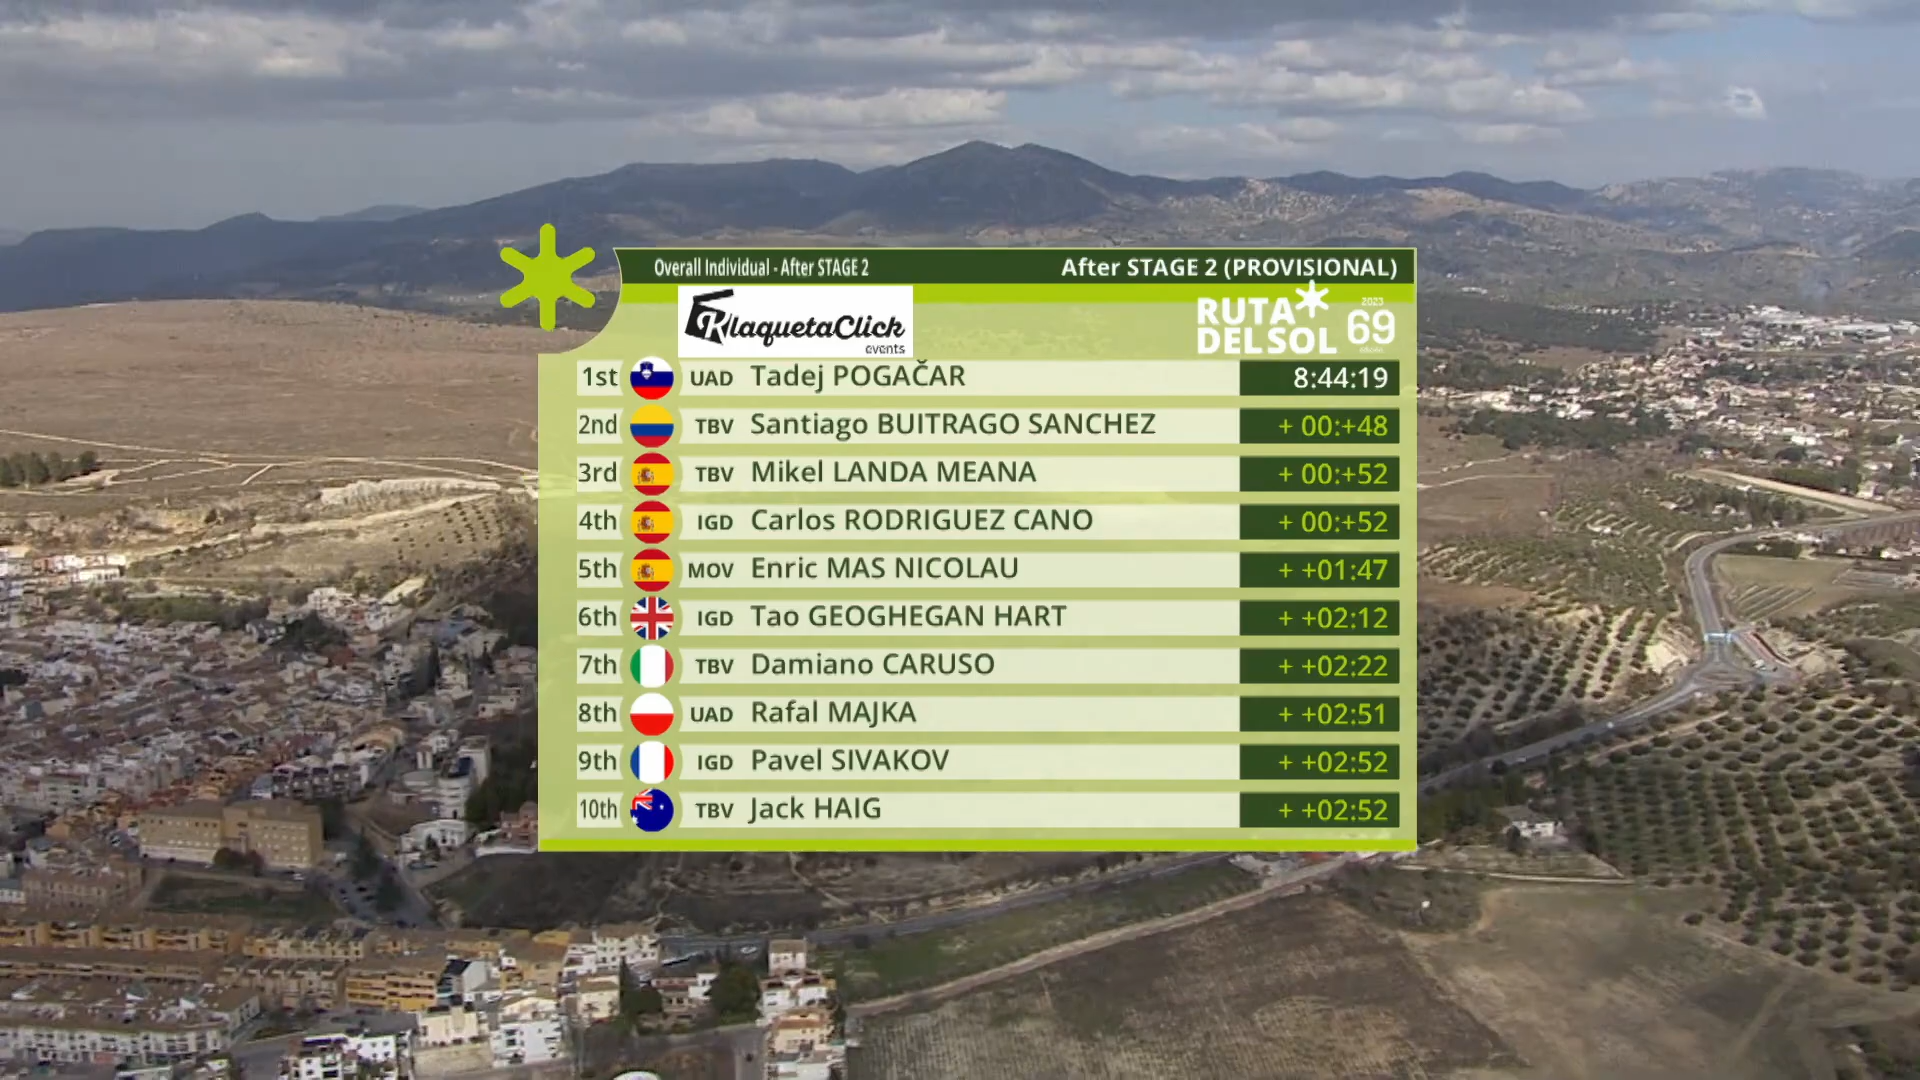 Overall Individual - After STAGE 2
After STAGE 2 (PROVISIONAL)
KlaquetaClick
events
RUTA
DEL SOL
2023
69
1st UAD Tadej POGAČAR 8:44:19
2nd TBV Santiago BUITRAGO SANCHEZ + 00:+48
3rd TBV Mikel LANDA MEANA + 00:+52
4th IGD Carlos RODRIGUEZ CANO + 00:+52
5th MOV Enric MAS NICOLAU + +01:47
6th IGD Tao GEOGHEGAN HART + +02:12
7th TBV Damiano CARUSO + +02:22
8th UAD Rafal MAJKA + +02:51
9th IGD Pavel SIVAKOV + +02:52
10th TBV Jack HAIG + +02:52